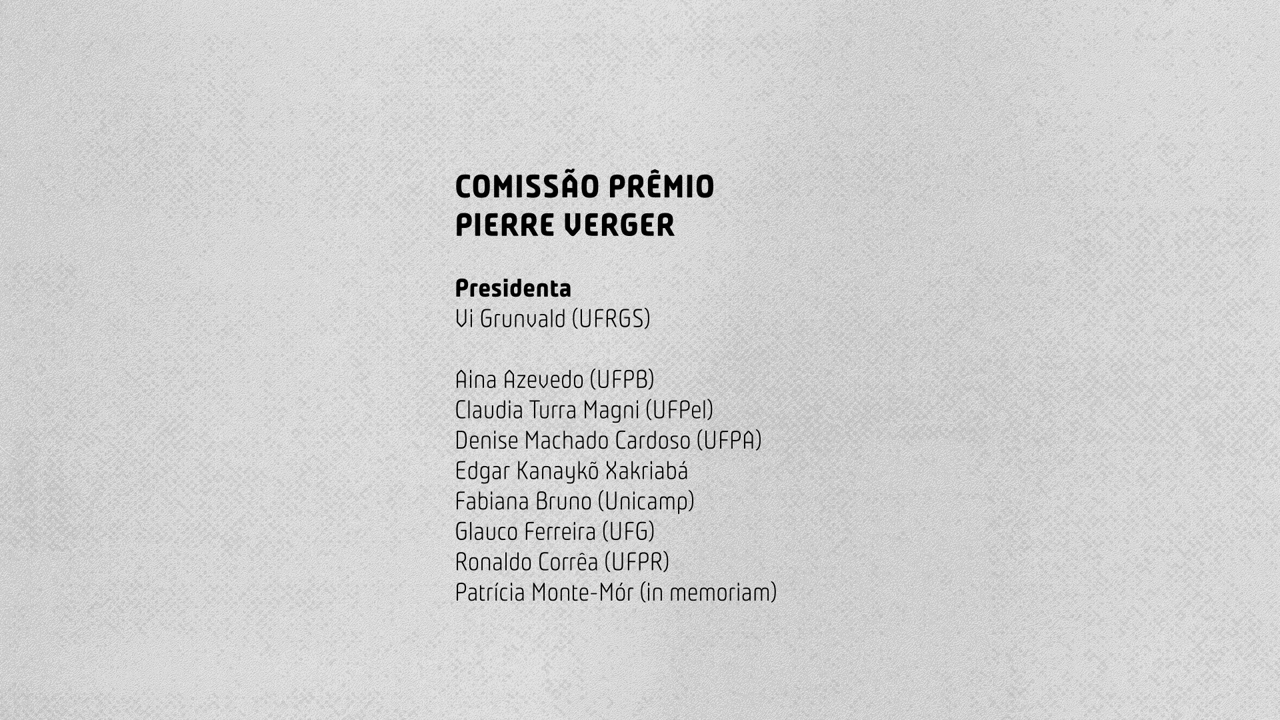 COMISSÃO PRÊMIO
PIERRE VERGER
Presidenta
Vi Grunvald (UFRGS)
Aina Azevedo (UFPB)
Claudia Turra Magni (UFPel)
Denise Machado Cardoso (UFPA)
Edgar Kanaykõ Xakriabá
Fabiana Bruno (Unicamp)
Glauco Ferreira (UFG)
Ronaldo Corrêa (UFPR)
Patrícia Monte-Mór (in memoriam)